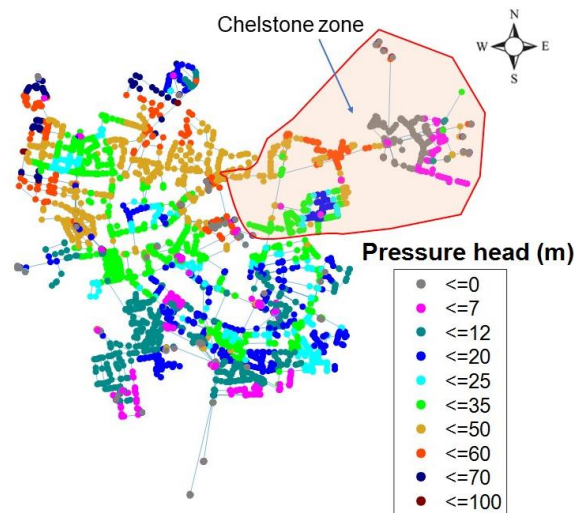 Chelstone zone
N
W E
S
Pressure head (m)
<=0
<=7
<=12
<=20
<=25
<=35
<=50
<=60
<=70
<=100